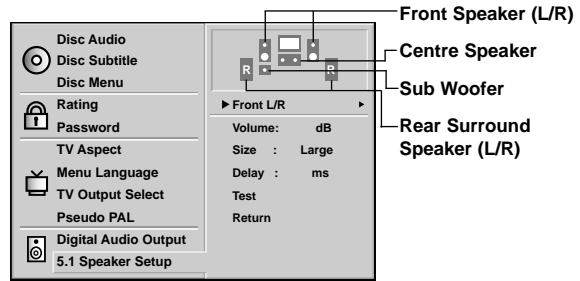 Disc Audio
Disc Subtitle
Disc Menu
Rating
Password
TV Aspect
Menu Language
TV Output Select
Pseudo PAL
Digital Audio Output
5.1 Speaker Setup
R R
Front L/R
Volume: dB
Size : Large
Delay : ms
Test
Return
Front Speaker (L/R)
Centre Speaker
Sub Woofer
Rear Surround
Speaker (L/R)